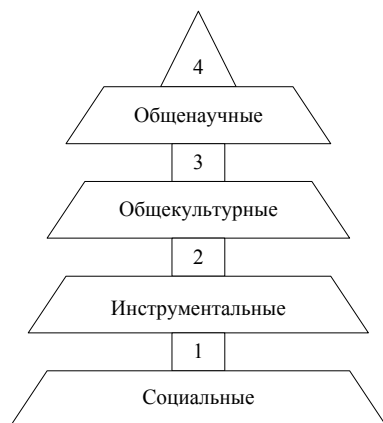 4
Общенаучные
3
Общекультурные
2
Инструментальные
1
Социальные